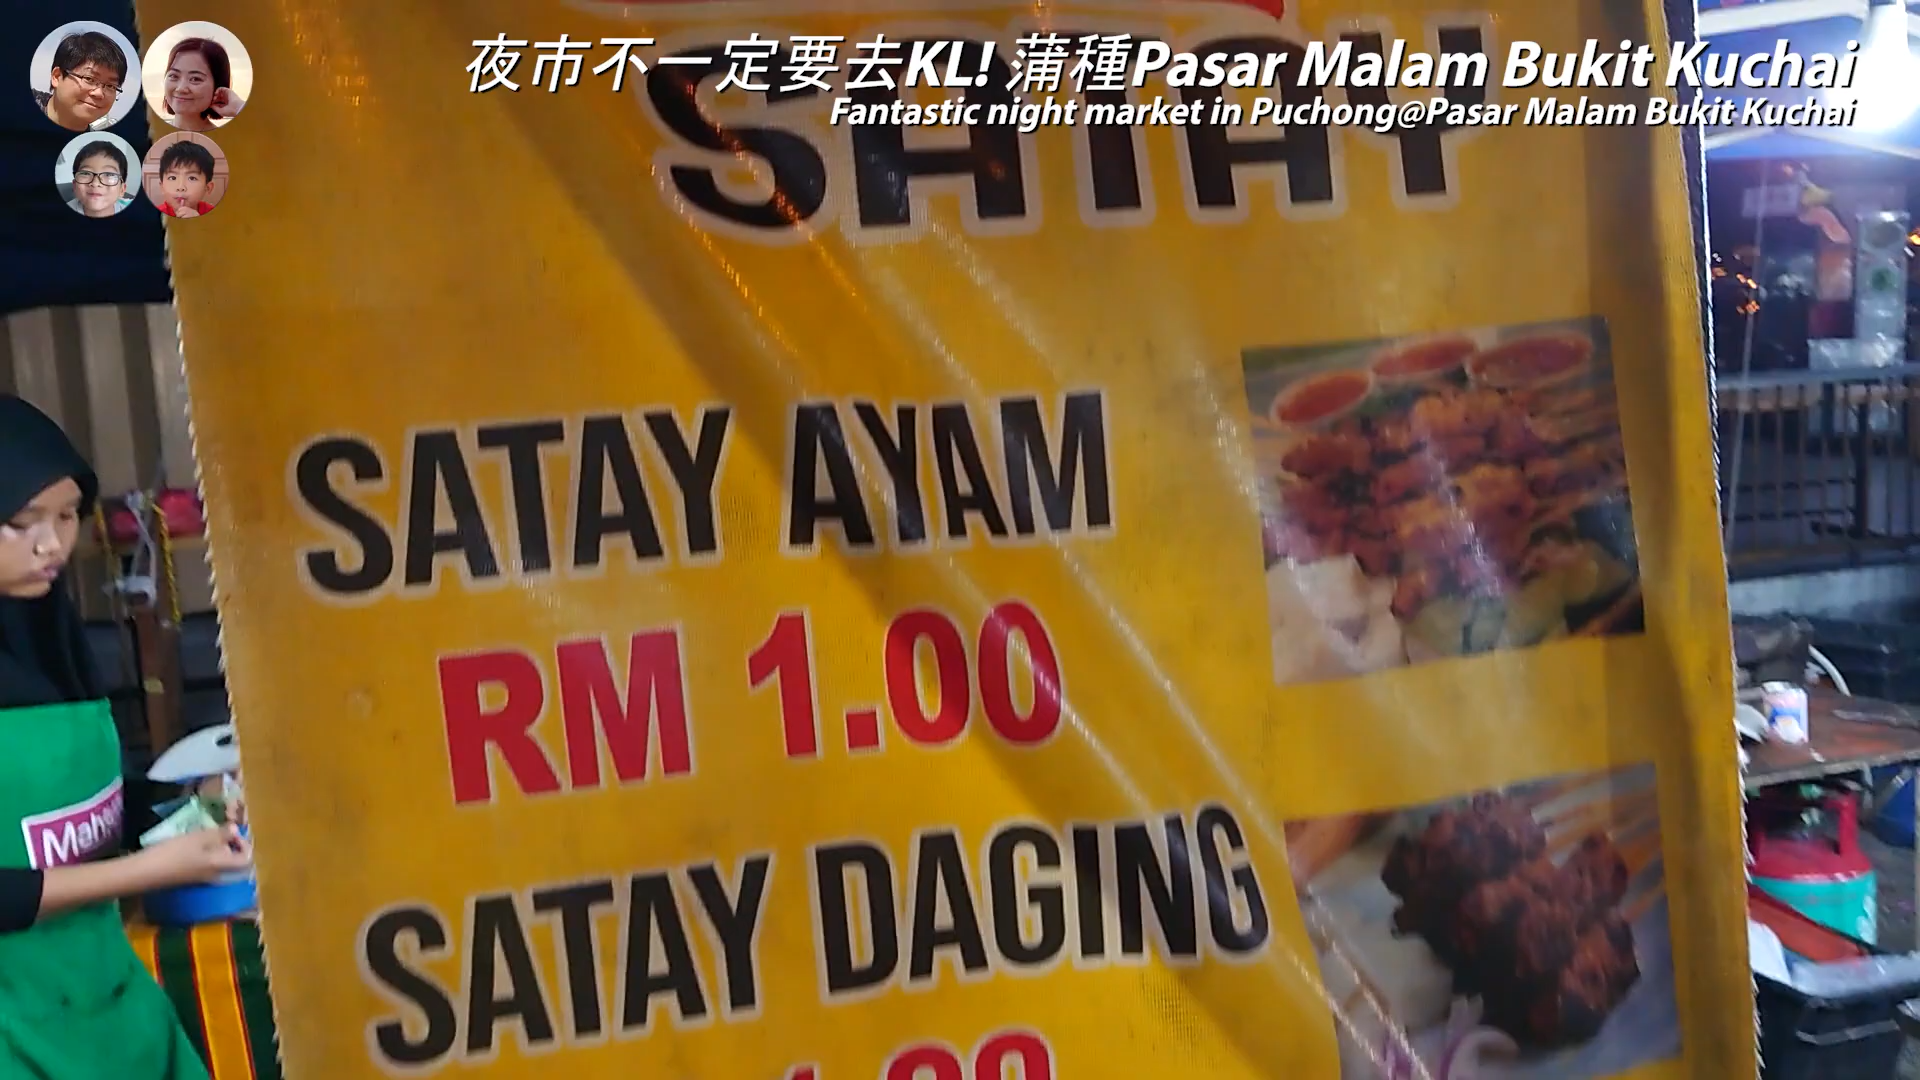 夜市不一定要去KL! 蒲種Pasar Malam Bukit Kuchai
Fantastic night market in Puchong@Pasar Malam Bukit Kuchai
SATAY
SATAY AYAM
RM 1.00
SATAY DAGING